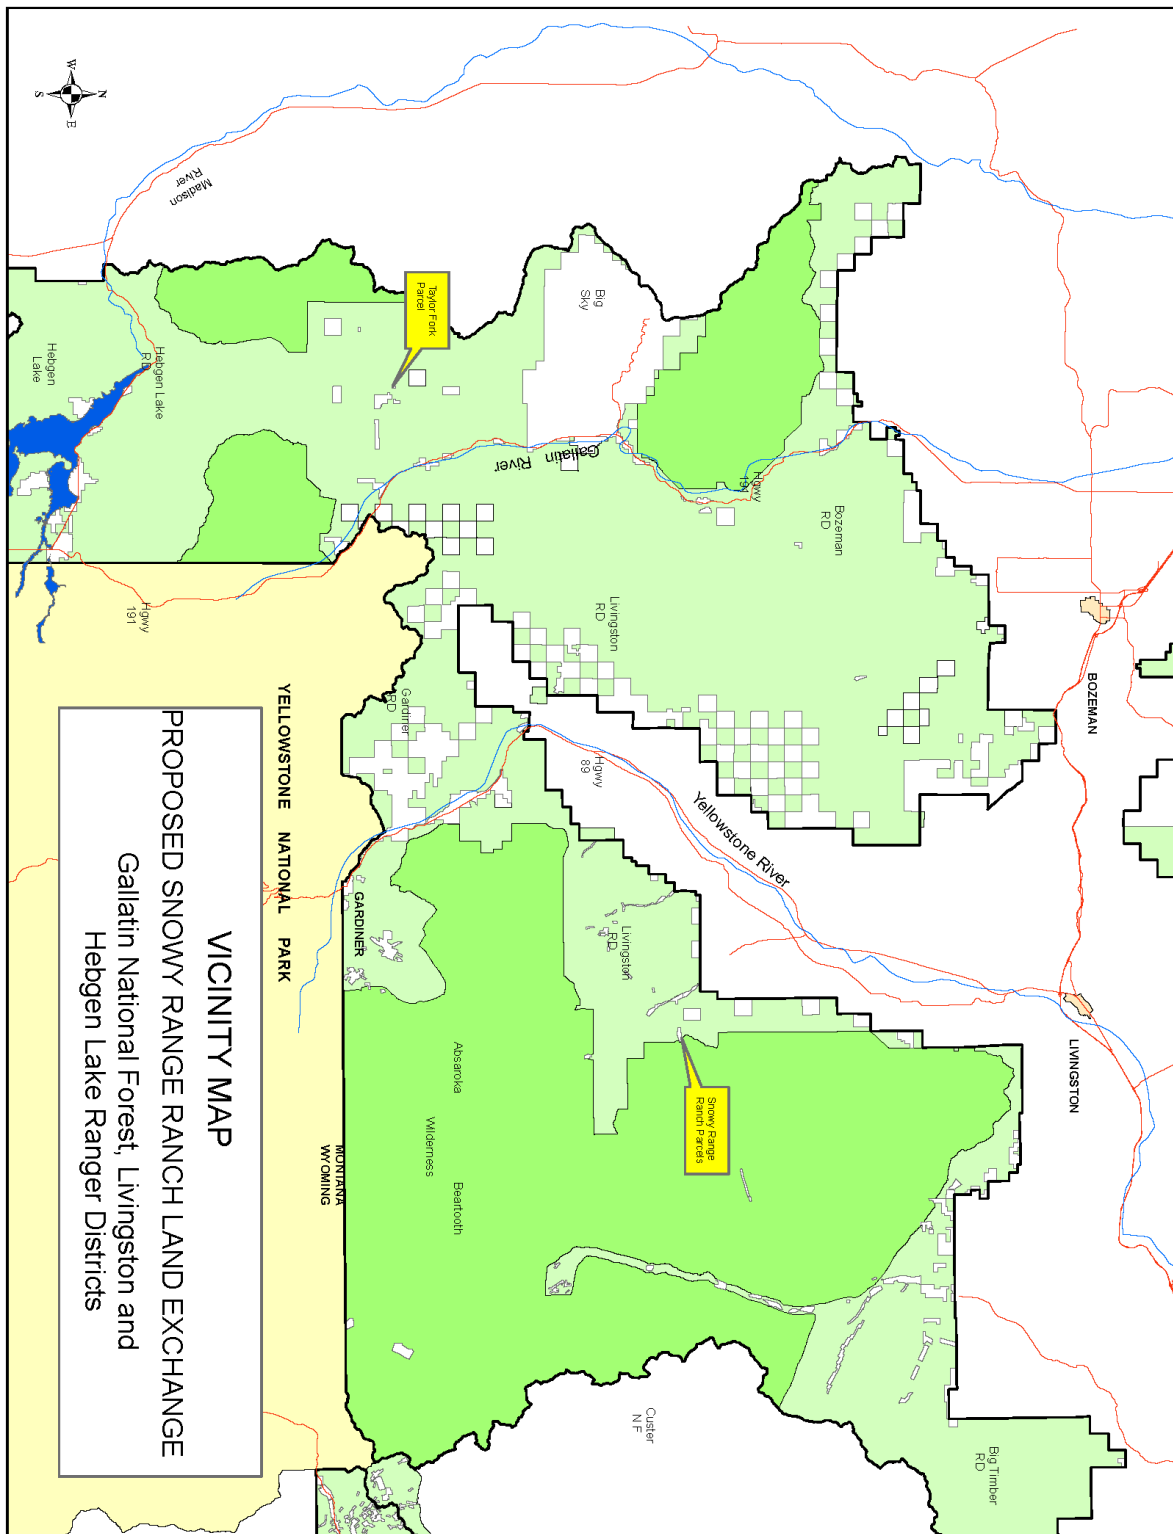 W
N
S
E
Madison
River
Big
Sky
Taylor Fork
Parcel
Hebgen Lake
RD
Hebgen
Lake
Gallatin
River
Hgwy
191
Bozeman
RD
BOZEMAN
Livingston
RD
Hgwy
191
Gardiner
RD
YELLOWSTONE NATIONAL PARK
Hgwy
89
Yellowstone River
GARDINER
Livingston
RD
LIVINGSTON
Snowy Range
Ranch Parcels
Absaroka
Wilderness
Beartooth
MONTANA
WYOMING
Custer
N F
Big Timber
RD
VICINITY MAP
PROPOSED SNOWY RANGE RANCH LAND EXCHANGE
Gallatin National Forest, Livingston and
Hebgen Lake Ranger Districts